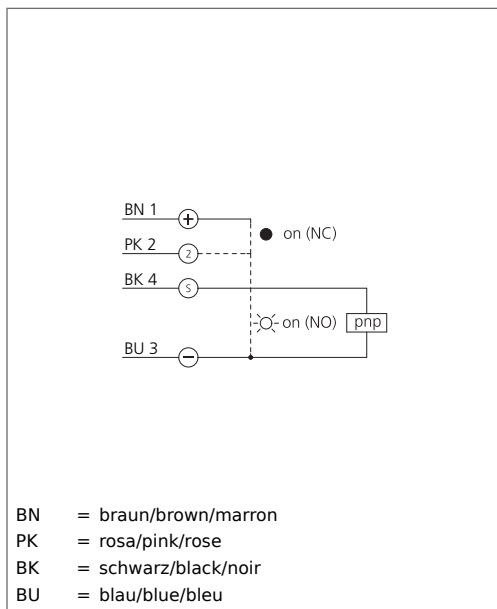 BN 1
+
on (NC)
PK 2
2
BK 4
S
on (NO)
pnp
BU 3
−
BN = braun/brown/marron
PK = rosa/pink/rose
BK = schwarz/black/noir
BU = blau/blue/bleu